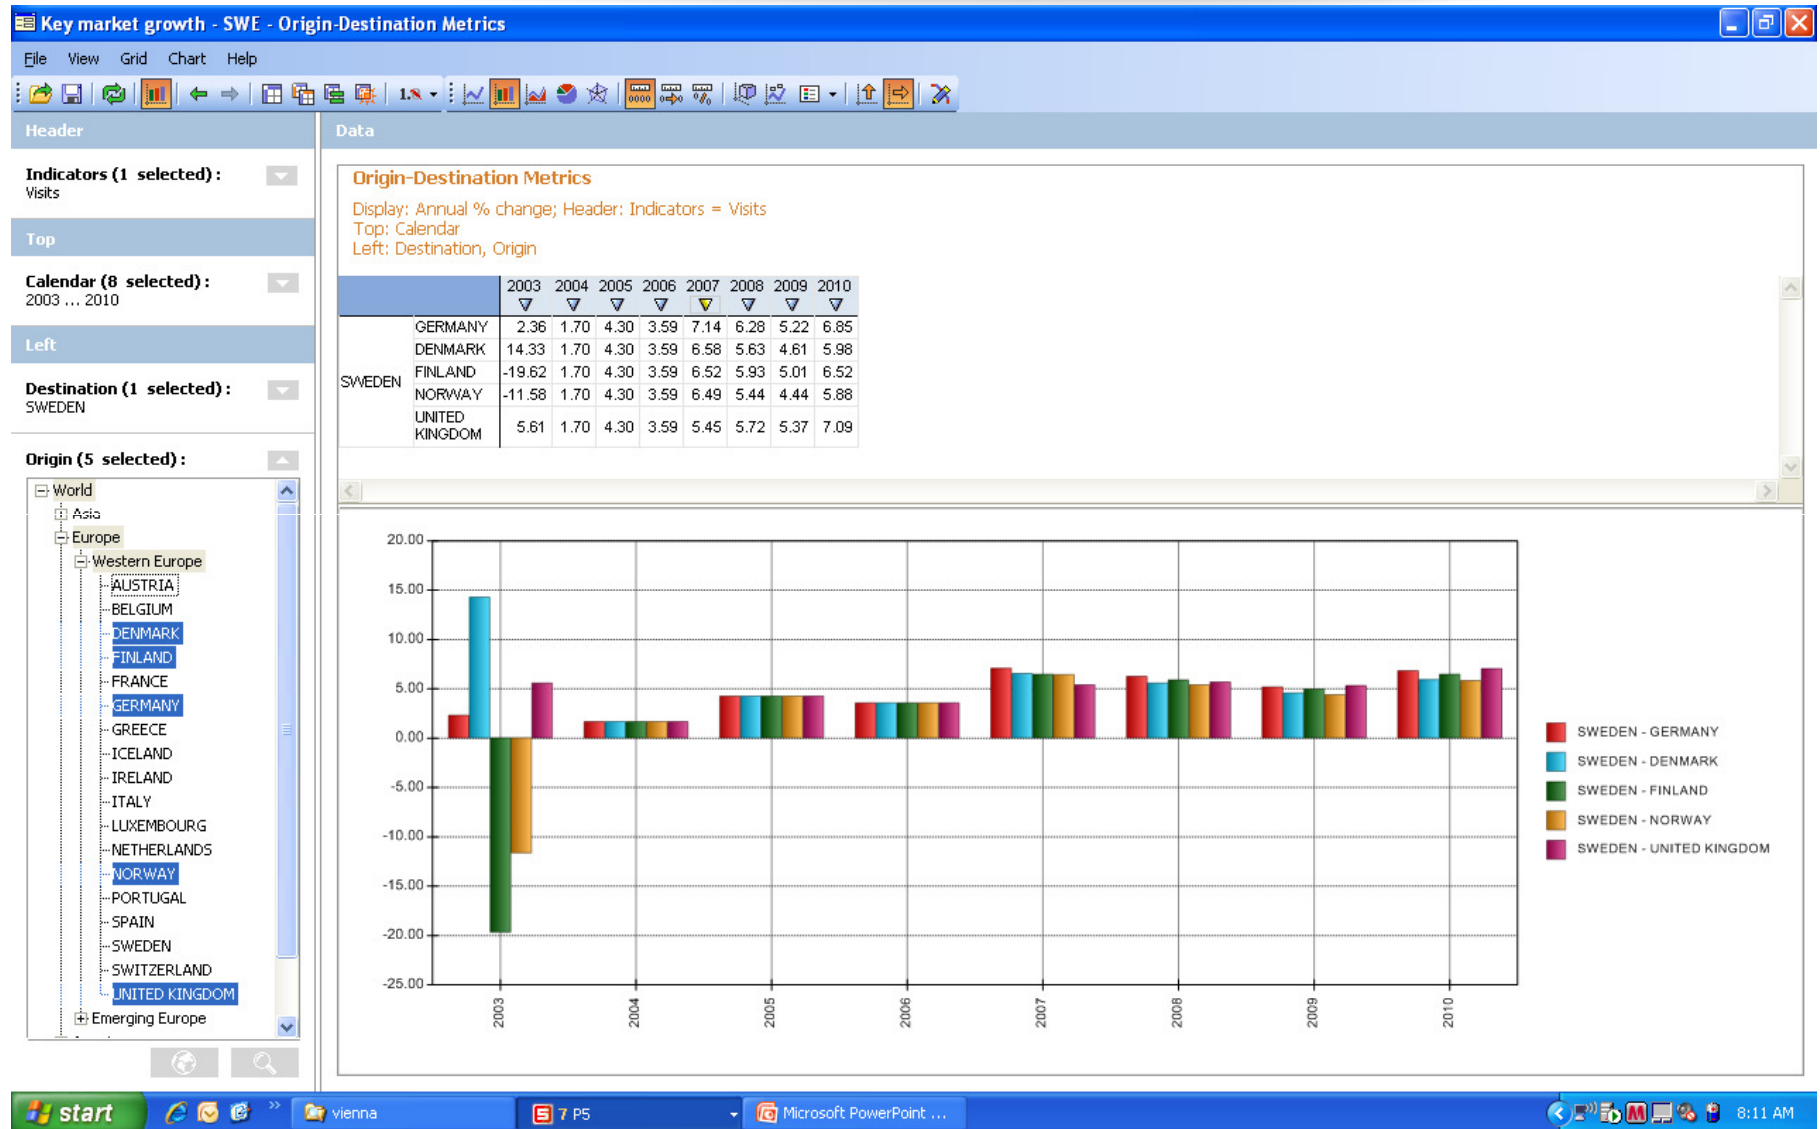 Key market growth - SWE - Origin-Destination Metrics
File View Grid Chart Help
Header
Indicators (1 selected) :
Visits
Top
Calendar (8 selected) :
2003 ... 2010
Left
Destination (1 selected) :
SWEDEN
Origin (5 selected) :
World
Asia
Europe
Western Europe
AUSTRIA
BELGIUM
DENMARK
FINLAND
FRANCE
GERMANY
GREECE
ICELAND
IRELAND
ITALY
LUXEMBOURG
NETHERLANDS
NORWAY
PORTUGAL
SPAIN
SWEDEN
SWITZERLAND
UNITED KINGDOM
Emerging Europe
Data
Origin-Destination Metrics
Display: Annual % change; Header: Indicators = Visits
Top: Calendar
Left: Destination, Origin
2003 2004 2005 2006 2007 2008 2009 2010
SWEDEN
GERMANY 2.36 1.70 4.30 3.59 7.14 6.28 5.22 6.85
DENMARK 14.33 1.70 4.30 3.59 6.58 5.63 4.61 5.98
FINLAND -19.62 1.70 4.30 3.59 6.52 5.93 5.01 6.52
NORWAY -11.58 1.70 4.30 3.59 6.49 5.44 4.44 5.88
UNITED
KINGDOM 5.61 1.70 4.30 3.59 5.45 5.72 5.37 7.09
20.00
15.00
10.00
5.00
0.00
-5.00
-10.00
-15.00
-20.00
-25.00
2003 2004 2005 2006 2007 2008 2009 2010
SWEDEN - GERMANY
SWEDEN - DENMARK
SWEDEN - FINLAND
SWEDEN - NORWAY
SWEDEN - UNITED KINGDOM
start
vienna
7 P5
Microsoft PowerPoint ...
8:11 AM